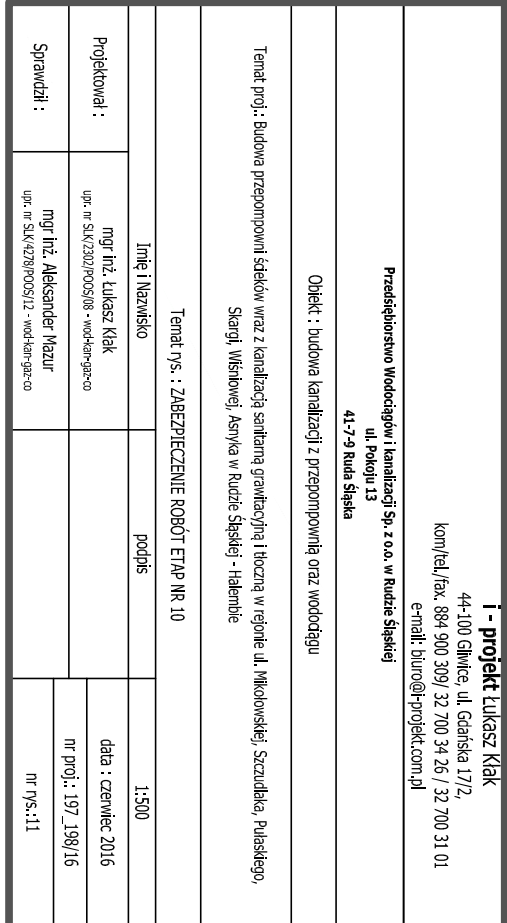 i - projekt Łukasz Kłak
44-100 Gliwice, ul. Gdańska 17/2,
kom/tel./fax. 884 900 309/ 32 700 34 26 / 32 700 31 01
e-mail: biuro@i-projekt.com.pl
Przedsiębiorstwo Wodociągów i kanalizacji Sp. z o.o. w Rudzie Śląskiej
ul. Pokoju 13
41-7-9 Ruda Śląska
Obiekt : budowa kanalizacji z przepompownią oraz wodociągu
Temat proj.: Budowa przepompowni ścieków wraz z kanalizacją sanitarną grawitacyjną i tłoczną w rejonie ul. Mikołowskiej, Szczudlaka, Pułaskiego,
Skargi, Wiśniowej, Asnyka w Rudzie Śląskiej - Halembie
Temat rys. : ZABEZPIECZENIE ROBÓT ETAP NR 10
Imię i Nazwisko
podpis
1:500
Projektował :
mgr inż. Łukasz Kłak
upr. nr SLK/2302/POOS/08 - wod-kan-gaz-co
data : czerwiec 2016
nr proj.: 197_198/16
Sprawdził :
mgr inż. Aleksander Mazur
upr. nr SLK/4278/POOS/12 - wod-kan-gaz-co
nr rys.:11